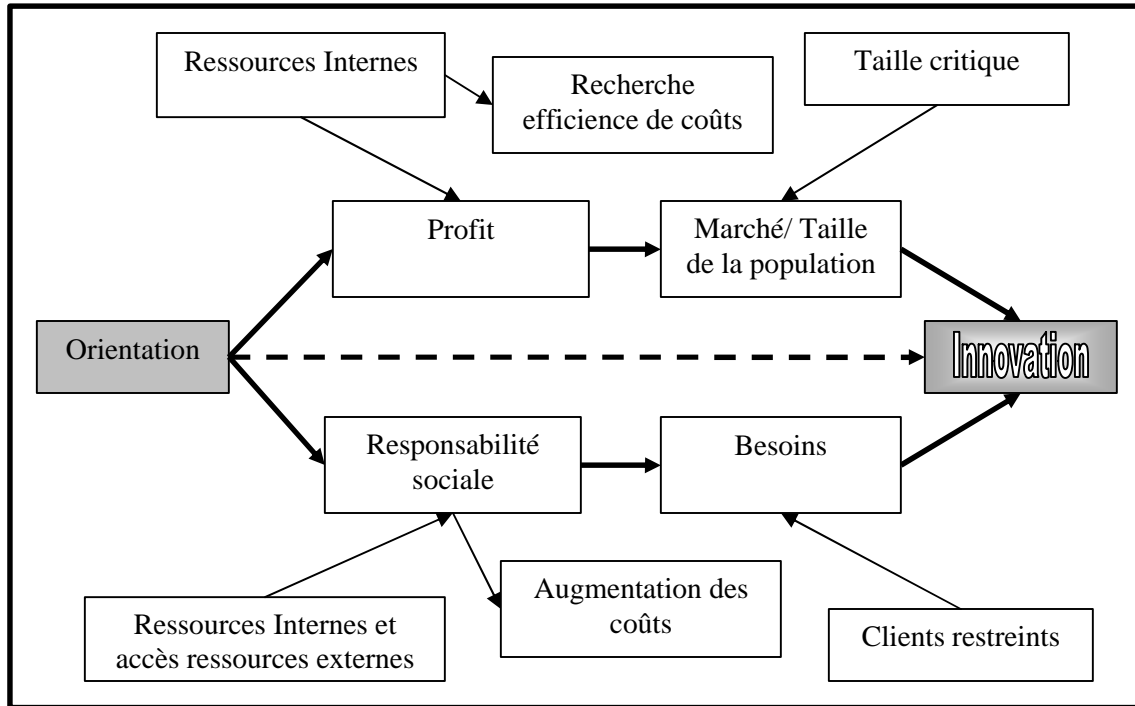 Ressources Internes
Recherche
efficience de coûts
Taille critique
Profit
Marché/ Taille
de la population
Orientation
Innovation
Responsabilité
sociale
Besoins
Augmentation des
coûts
Ressources Internes et
accès ressources externes
Clients restreints